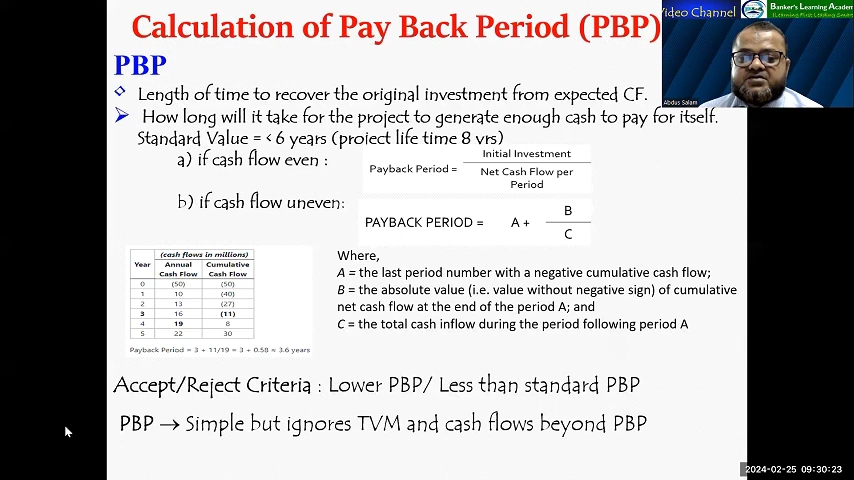 Calculation of Pay Back Period (PBP)
Video Channel
Banker's Learning Academ
(Learning First Leading Smart
Abdus Salam
PBP
Length of time to recover the original investment from expected CF.
How long will it take for the project to generate enough cash to pay for itself.
Standard Value = < 6 years (project life time 8 yrs)
a) if cash flow even :
Payback Period = Initial Investment
Net Cash Flow per
Period
b) if cash flow uneven:
PAYBACK PERIOD = A + B
C
(cash flows in millions)
Year Annual Cash Flow Cumulative Cash Flow
0 (50) (50)
1 10 (40)
2 13 (27)
3 16 (11)
4 19 8
5 22 30
Payback Period = 3 + 11/19 = 3 + 0.58 ≈ 3.6 years
Where,
A = the last period number with a negative cumulative cash flow;
B = the absolute value (i.e. value without negative sign) of cumulative
net cash flow at the end of the period A; and
C = the total cash inflow during the period following period A
Accept/Reject Criteria : Lower PBP/ Less than standard PBP
PBP → Simple but ignores TVM and cash flows beyond PBP
2024-02-25 09:30:23